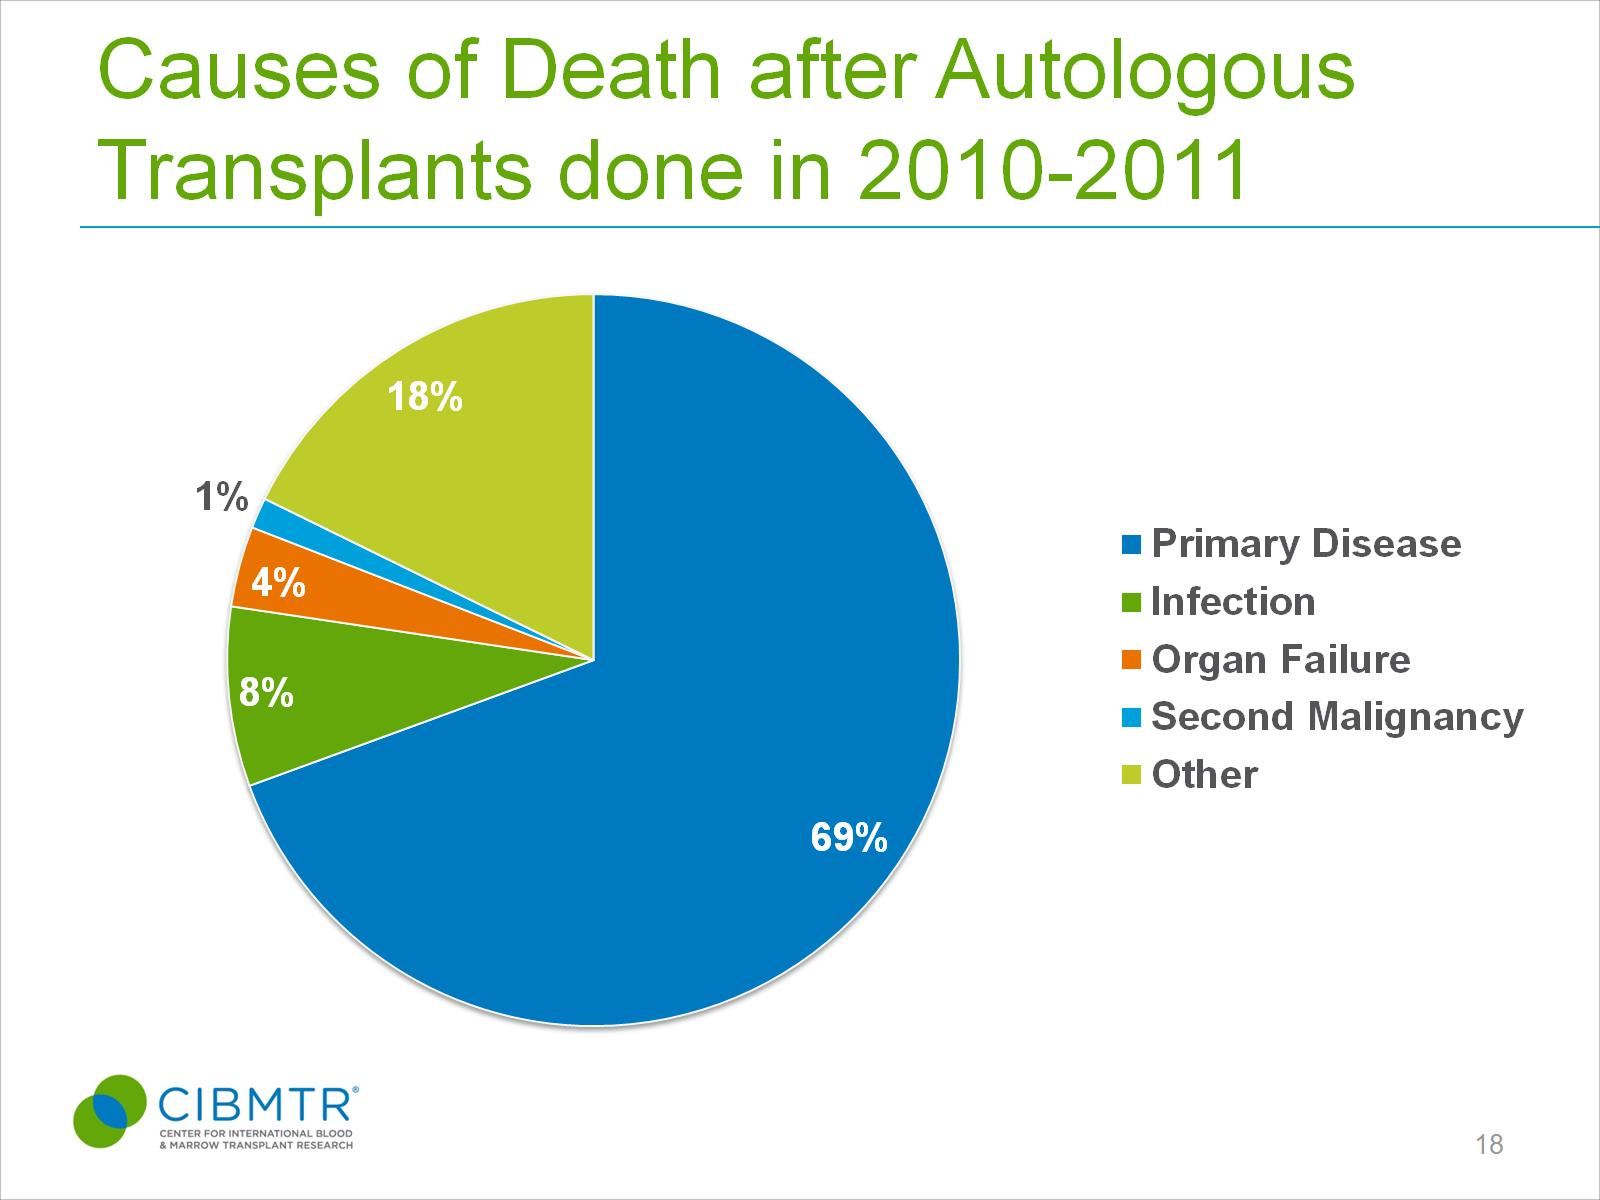 Causes of Death after Autologous
Transplants done in 2010-2011
18%
1%
4%
8%
69%
Primary Disease
Infection
Organ Failure
Second Malignancy
Other
CIBMTR®
CENTER FOR INTERNATIONAL BLOOD
& MARROW TRANSPLANT RESEARCH
18